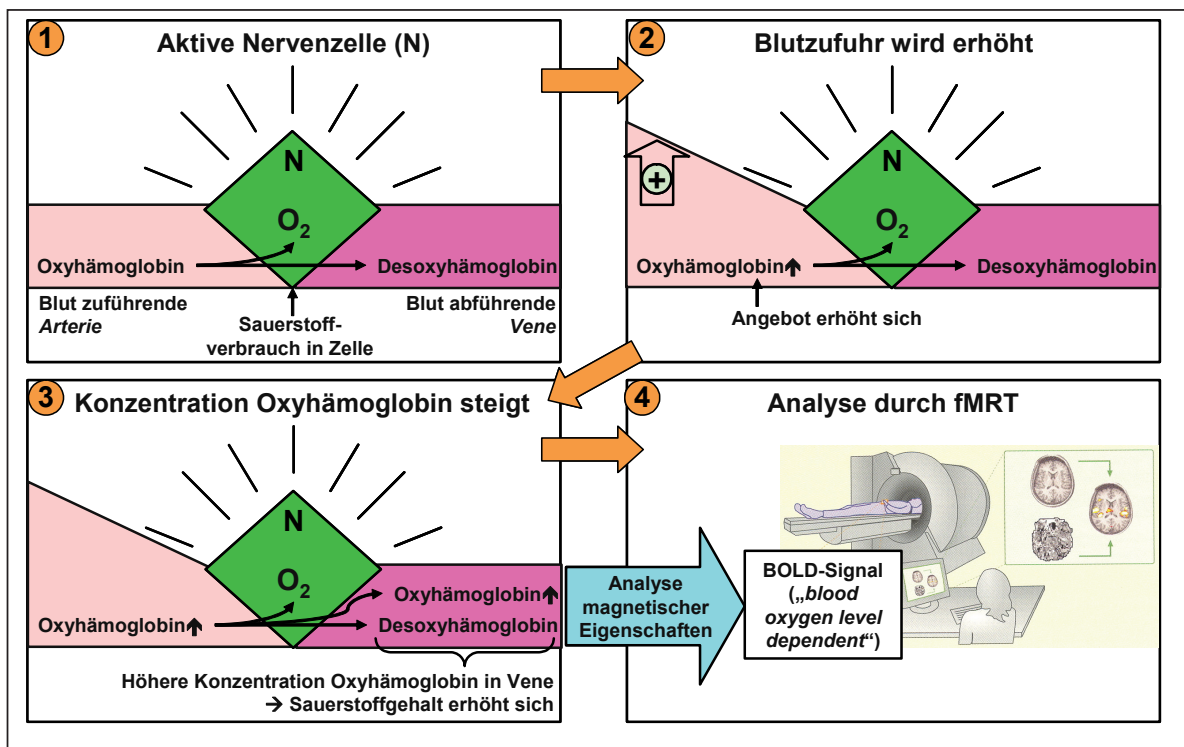 1
Aktive Nervenzelle (N)
N
O2
Oxyhämoglobin
Desoxyhämoglobin
Blut zuführende
Arterie
Sauerstoff-
verbrauch in Zelle
Blut abführende
Vene
2
Blutzufuhr wird erhöht
+
N
O2
Oxyhämoglobin
Desoxyhämoglobin
Angebot erhöht sich
3
Konzentration Oxyhämoglobin steigt
N
O2
Oxyhämoglobin
Oxyhämoglobin
Desoxyhämoglobin
Höhere Konzentration Oxyhämoglobin in Vene
→ Sauerstoffgehalt erhöht sich
Analyse
magnetischer
Eigenschaften
4
Analyse durch fMRT
BOLD-Signal
(„blood
oxygen level
dependent“)